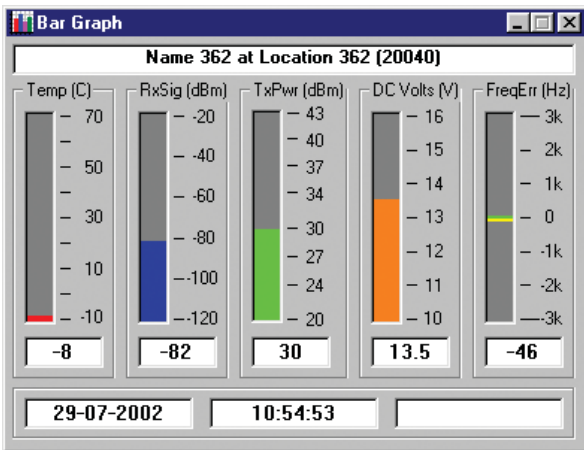 Bar Graph
Name 362 at Location 362 (20040)
Temp (C) RxSig (dBm) TxPwr (dBm) DC Volts (V) FreqErr (Hz)
70 -20 43 16 3k
40
50 -40 37 15 2k
-60 34 14 1k
30 -80 30 13 0
27 12 -1k
10 -100 24 11 -2k
-10 -120 20 10 -3k
-8 -82 30 13.5 -46
29-07-2002 10:54:53